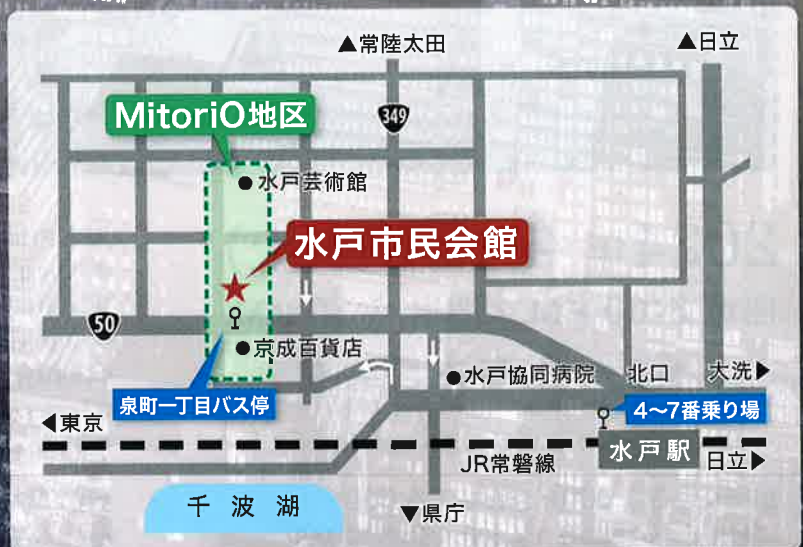 ▲常陸太田
▲日立
MitoriO地区
349
●水戸芸術館
水戸市民会館
50
●京成百貨店
●水戸協同病院
北口
大洗▶
泉町一丁目バス停
4〜7番乗り場
◀東京
水戸駅
JR常磐線
日立▶
千波湖
▼県庁